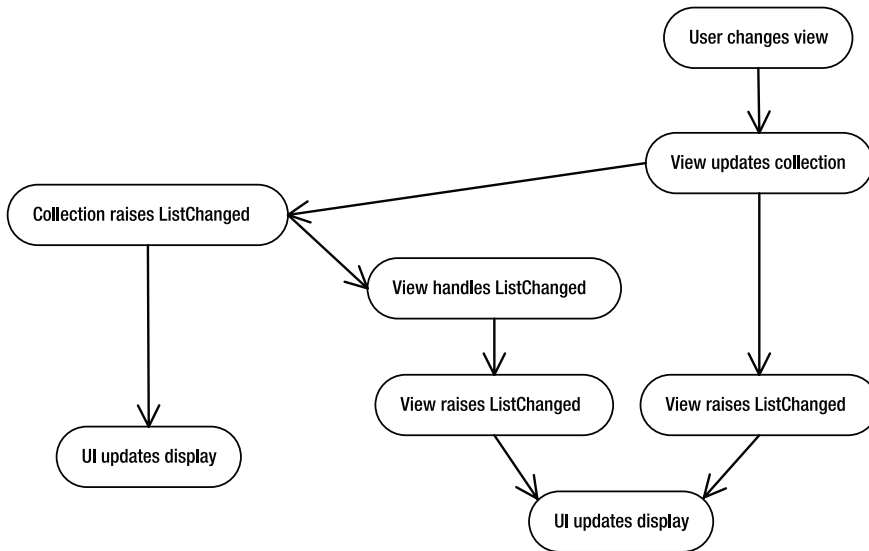 User changes view
View updates collection
Collection raises ListChanged
View handles ListChanged
View raises ListChanged
View raises ListChanged
UI updates display
UI updates display